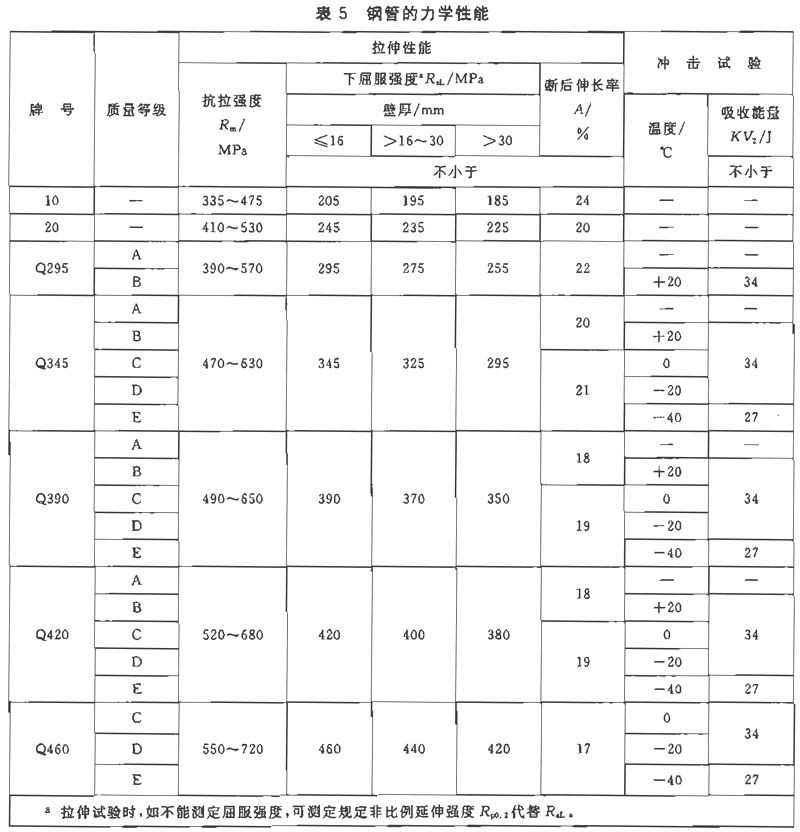 表 5 钢管的力学性能
牌 号 质量等级 拉伸性能 冲 击 试 验
抗拉强度 Rm/ MPa 下屈服强度ᵃReL/MPa 断后伸长率 A/ % 温度/ ℃ 吸收能量 KV₂/J
壁厚/mm
≤16 >16~30 >30
不小于 不小于
10 — 335~475 205 195 185 24 — —
20 — 410~530 245 235 225 20 — —
Q295 A 390~570 295 275 255 22 — —
B +20 34
Q345 A 470~630 345 325 295 20 — —
B +20 34
C 21 0
D -20
E -40 27
Q390 A 490~650 390 370 350 18 — —
B +20 34
C 19 0
D -20
E -40 27
Q420 A 520~680 420 400 380 18 — —
B +20 34
C 19 0
D -20
E -40 27
Q460 C 550~720 460 440 420 17 0 34
D -20
E -40 27
ᵃ 拉伸试验时,如不能测定屈服强度,可测定规定非比例延伸强度 Rp0.2代替 ReL。